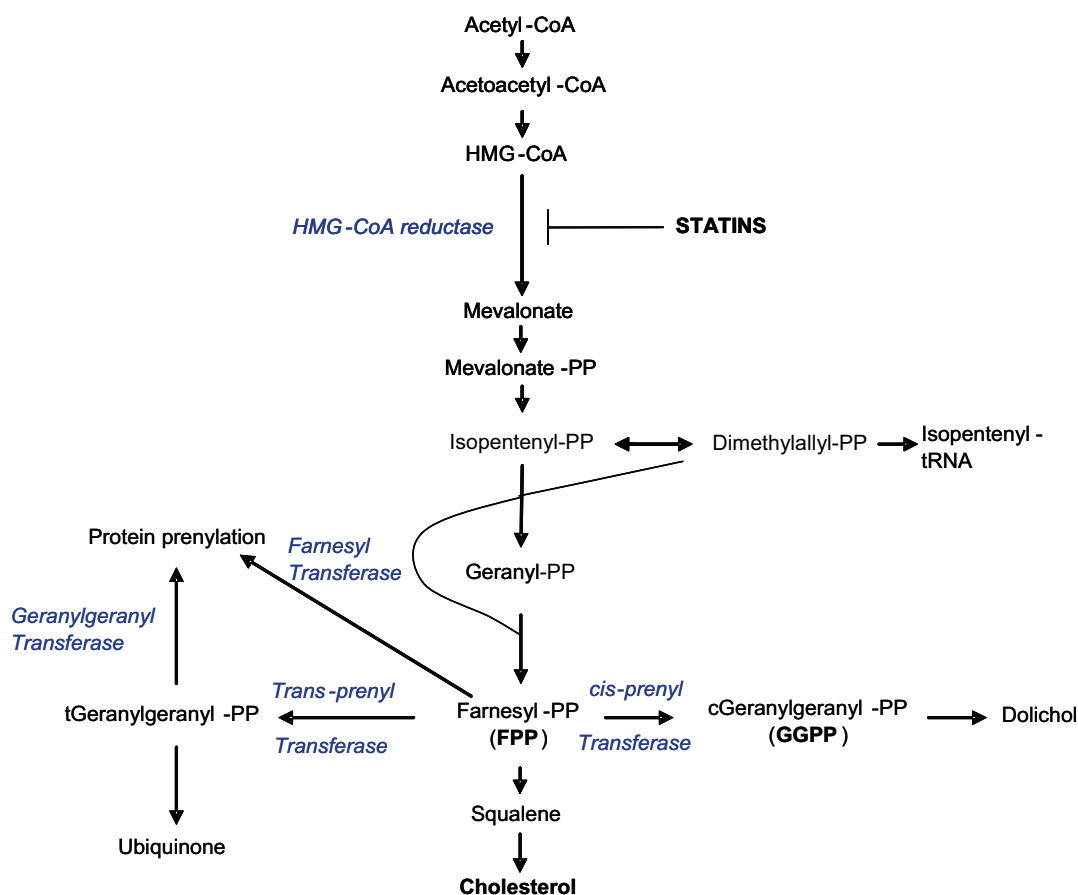 Acetyl-CoA
Acetoacetyl-CoA
HMG-CoA
HMG-CoA reductase
STATINS
Mevalonate
Mevalonate-PP
Isopentenyl-PP
Dimethylallyl-PP
Isopentenyl-
tRNA
Protein prenylation
Farnesyl
Transferase
Geranyl-PP
Geranylgeranyl
Transferase
tGeranylgeranyl-PP
Trans-prenyl
Transferase
Farnesyl-PP
(FPP)
cis-prenyl
Transferase
cGeranylgeranyl-PP
(GGPP)
Dolichol
Squalene
Ubiquinone
Cholesterol